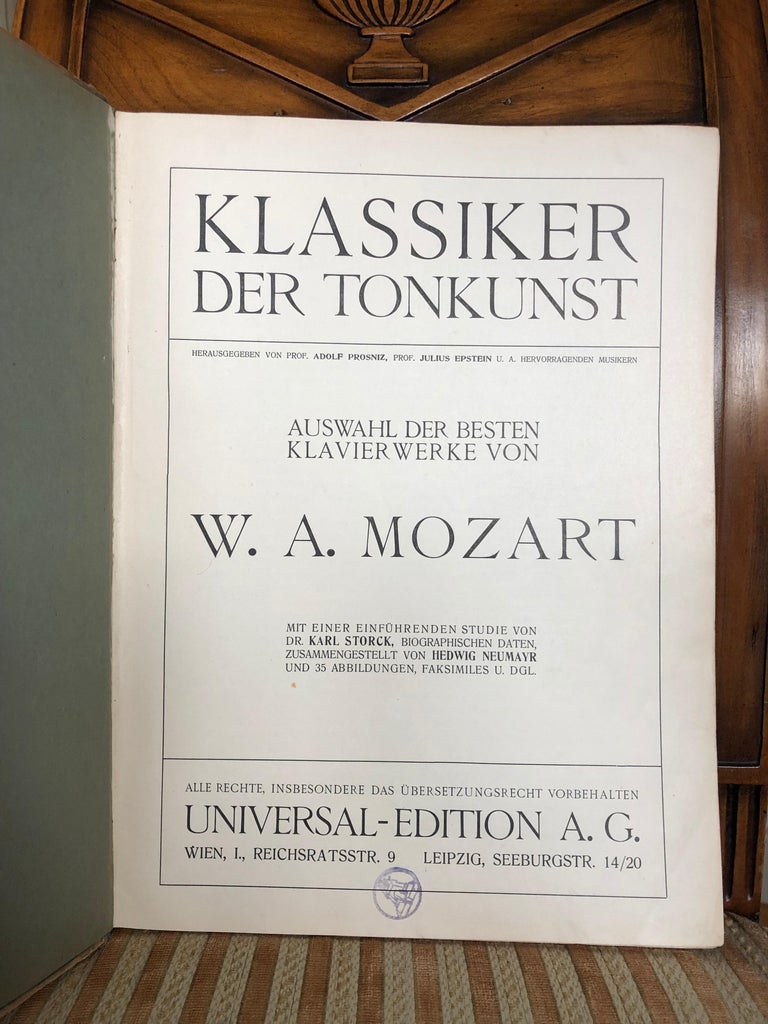 KLASSIKER
DER TONKUNST
HERAUSGEGEBEN VON PROF. ADOLF PROSNIZ, PROF. JULIUS EPSTEIN U. A. HERVORRAGENDEN MUSIKERN
AUSWAHL DER BESTEN
KLAVIERWERKE VON
W. A. MOZART
MIT EINER EINFÜHRENDEN STUDIE VON
DR. KARL STORCK, BIOGRAPHISCHEN DATEN,
ZUSAMMENGESTELLT VON HEDWIG NEUMAYR
UND 35 ABBILDUNGEN, FAKSIMILES U. DGL.
ALLE RECHTE, INSBESONDERE DAS ÜBERSETZUNGSRECHT VORBEHALTEN
UNIVERSAL-EDITION A. G.
WIEN, I., REICHSRATSSTR. 9 LEIPZIG, SEEBURGSTR. 14/20